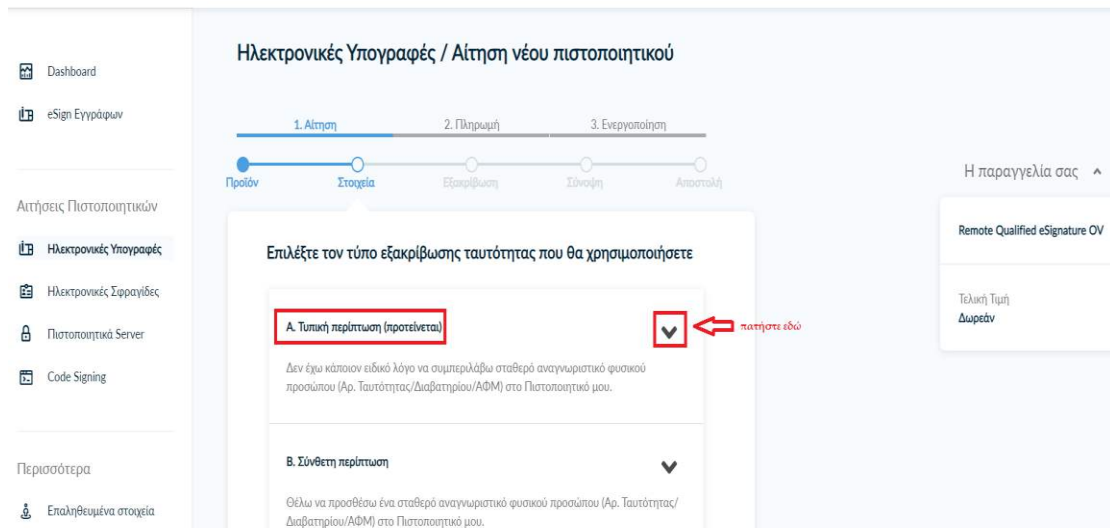 Ηλεκτρονικές Υπογραφές / Αίτηση νέου πιστοποιητικού
Dashboard
eSign Εγγράφων
Αιτήσεις Πιστοποιητικών
Ηλεκτρονικές Υπογραφές
Ηλεκτρονικές Σφραγίδες
Πιστοποιητικά Server
Code Signing
Περισσότερα
Επαληθευμένα στοιχεία
1. Αίτηση
2. Πληρωμή
3. Ενεργοποίηση
Προϊόν
Στοιχεία
Εξακρίβωση
Σύνοψη
Αποστολή
Επιλέξτε τον τύπο εξακρίβωσης ταυτότητας που θα χρησιμοποιήσετε
Α. Τυπική περίπτωση (προτείνεται)
πατήστε εδώ
Δεν έχω κάποιον ειδικό λόγο να συμπεριλάβω σταθερό αναγνωριστικό φυσικού
προσώπου (Αρ. Ταυτότητας/Διαβατηρίου/ΑΦΜ) στο Πιστοποιητικό μου.
Β. Σύνθετη περίπτωση
Θέλω να προσθέσω ένα σταθερό αναγνωριστικό φυσικού προσώπου (Αρ. Ταυτότητας/
Διαβατηρίου/ΑΦΜ) στο Πιστοποιητικό μου.
Η παραγγελία σας
Remote Qualified eSignature OV
Τελική Τιμή
Δωρεάν